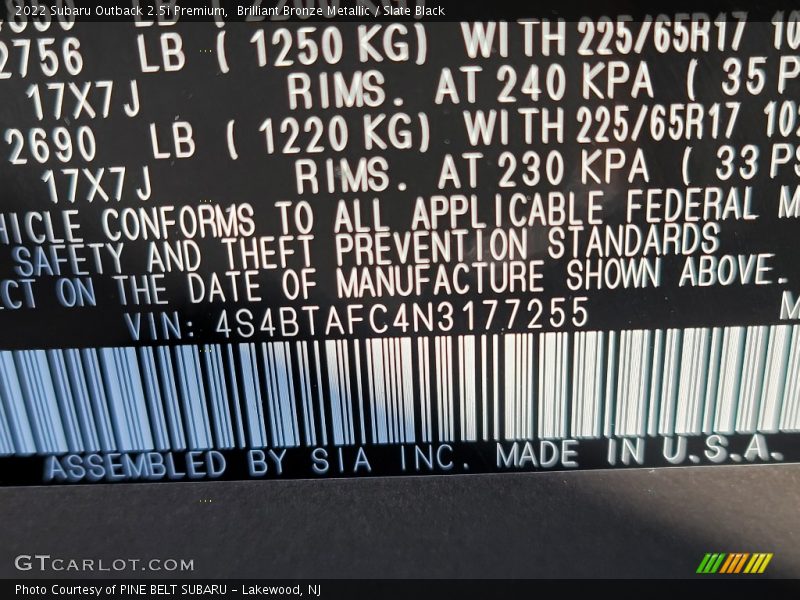 2022 Subaru Outback 2.5i Premium,  Brilliant Bronze Metallic / Slate Black
2756 LB ( 1250 KG) WITH 225/65R17
17X7J RIMS. AT 240 KPA ( 35
2690 LB ( 1220 KG) WITH 225/65R17
17X7J RIMS. AT 230 KPA ( 33
CONFORMS TO ALL APPLICABLE FEDERAL
SAFETY AND THEFT PREVENTION STANDARDS
ON THE DATE OF MANUFACTURE SHOWN ABOVE.
VIN: 4S4BTAFC4N3177255
ASSEMBLED BY SIA INC. MADE IN U.S.A.
GTCARLOT.COM
Photo Courtesy of PINE BELT SUBARU - Lakewood, NJ